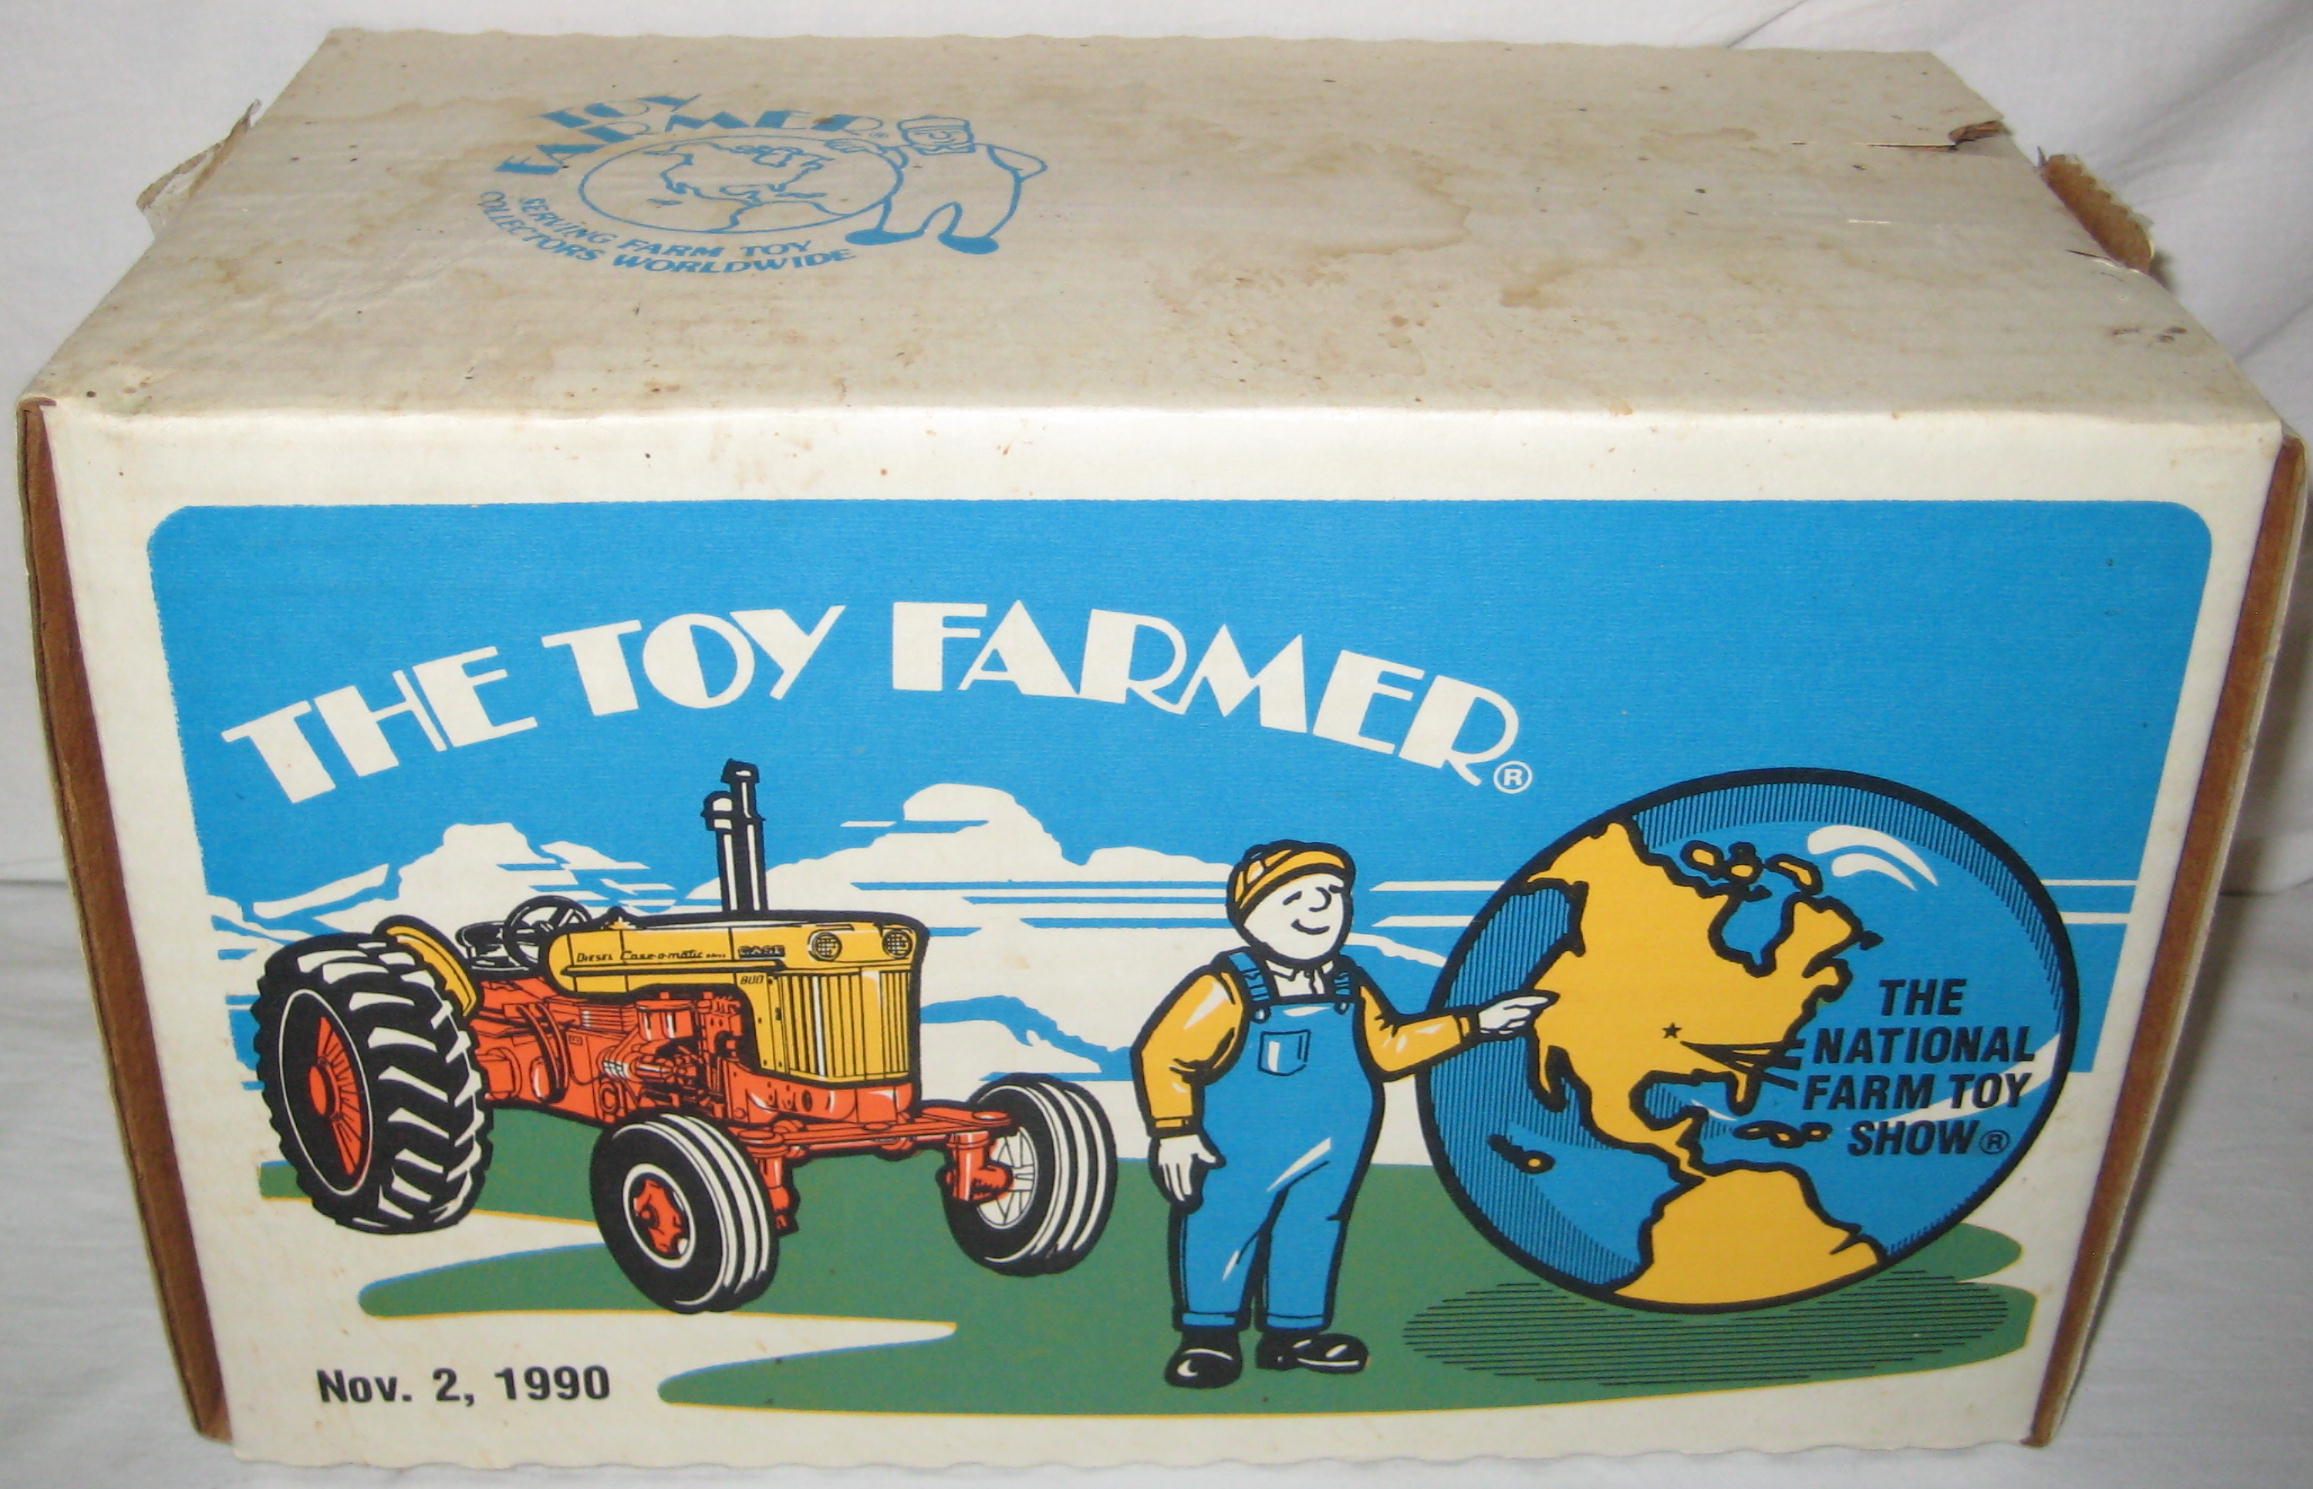 TOY
FARMER®
SERVING FARM TOY
COLLECTORS WORLDWIDE
THE TOY FARMER®
DIESEL Case-o-matic DRIVE CASE
800
THE
NATIONAL
FARM TOY
SHOW®
Nov. 2, 1990